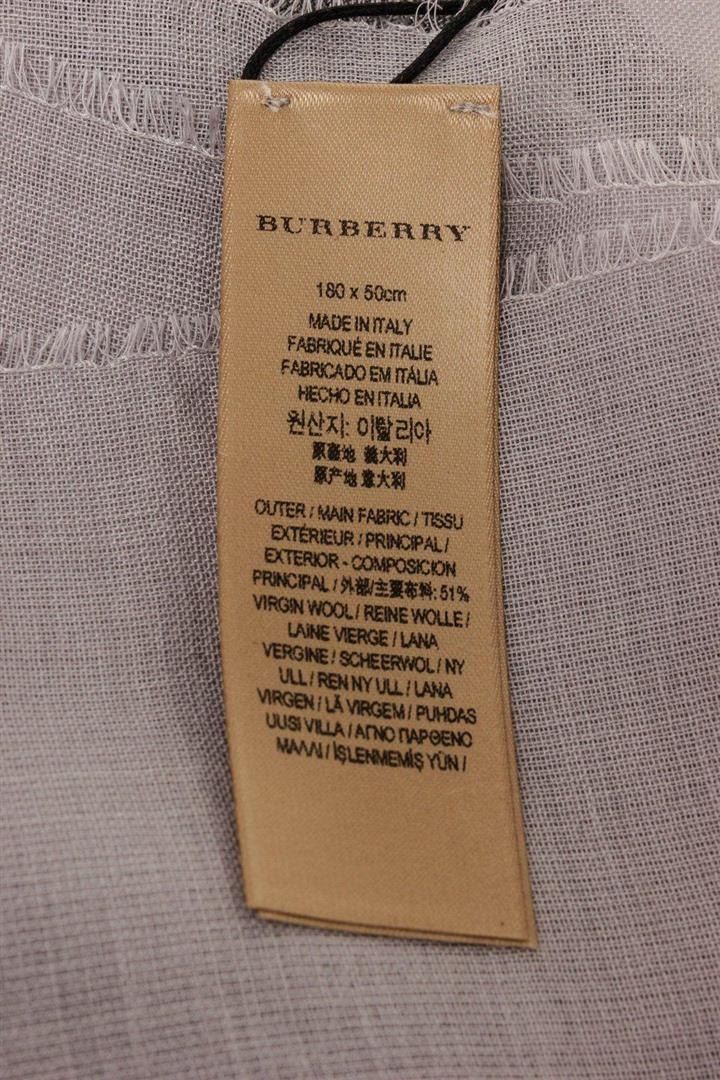 BURBERRY
180 x 50cm
MADE IN ITALY
FABRIQUÉ EN ITALIE
FABRICADO EM ITÁLIA
HECHO EN ITALIA
원산지: 이탈리아
原產地 義大利
原产地 意大利
OUTER / MAIN FABRIC / TISSU
EXTÉRIEUR / PRINCIPAL /
EXTERIOR - COMPOSICION
PRINCIPAL / 外部/主要布料: 51%
VIRGIN WOOL / REINE WOLLE /
LAINE VIERGE / LANA
VERGINE / SCHEERWOL / NY
ULL / REN NY ULL / LANA
VIRGEN / LÃ VIRGEM / PUHDAS
UUSI VILLA / ΑΓΝΟ ΠΑΡΘΕΝΟ
ΜΑΛΛΙ / İŞLENMEMİŞ YÜN /